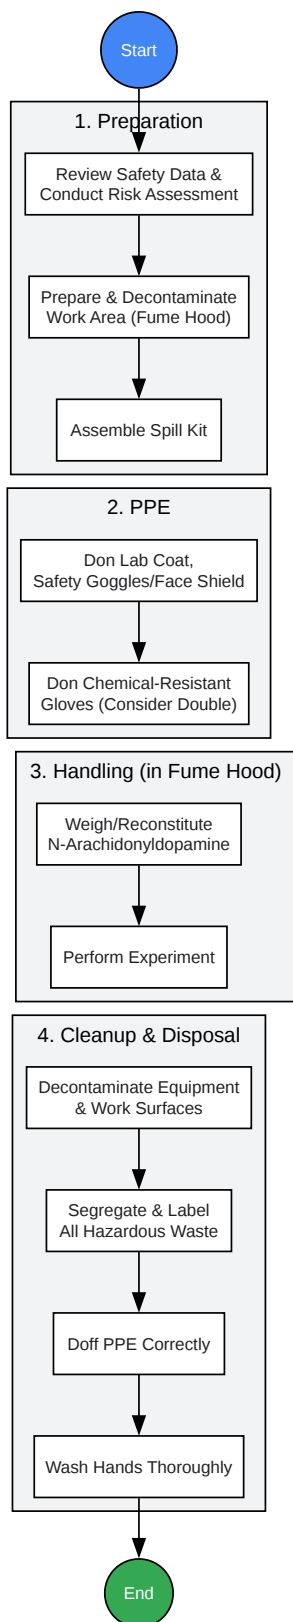 Start
1. Preparation
Review Safety Data &
Conduct Risk Assessment
Prepare & Decontaminate
Work Area (Fume Hood)
Assemble Spill Kit
2. PPE
Don Lab Coat,
Safety Goggles/Face Shield
Don Chemical-Resistant
Gloves (Consider Double)
3. Handling (in Fume Hood)
Weigh/Reconstitute
N-Arachidonyldopamine
Perform Experiment
4. Cleanup & Disposal
Decontaminate Equipment
& Work Surfaces
Segregate & Label
All Hazardous Waste
Doff PPE Correctly
Wash Hands Thoroughly
End